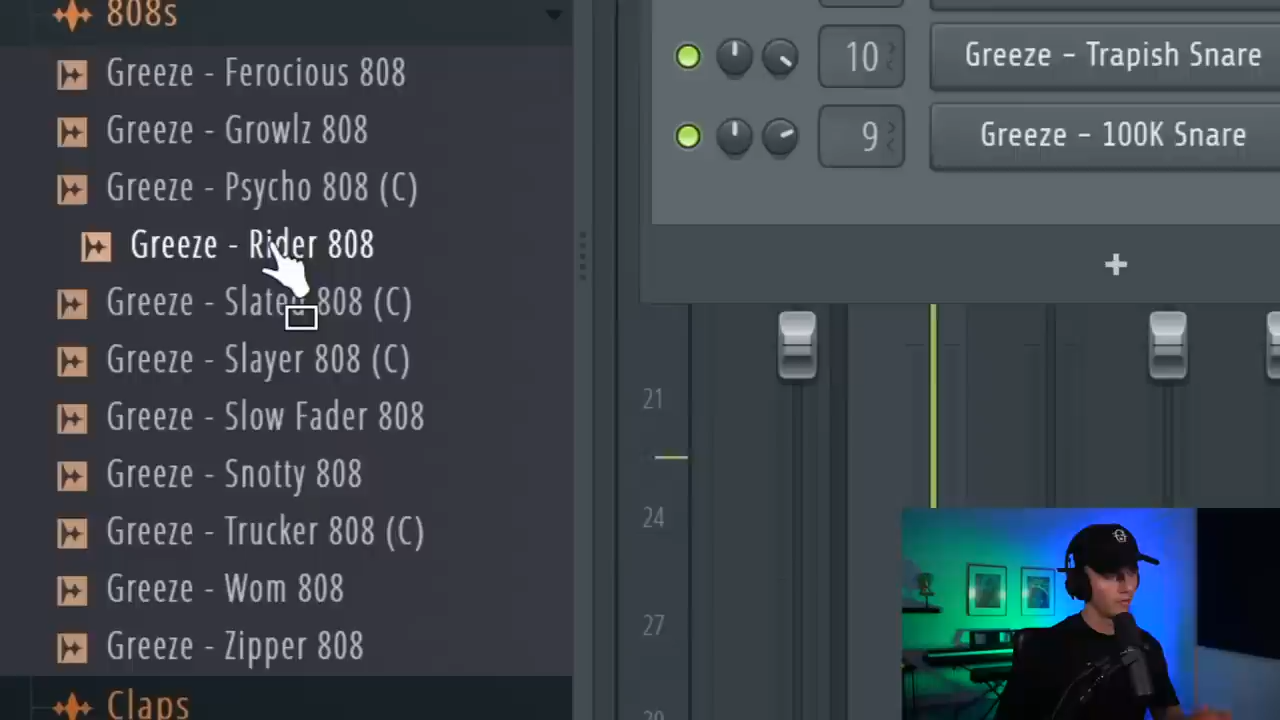 808s
Greeze - Ferocious 808
Greeze - Growlz 808
Greeze - Psycho 808 (C)
Greeze - Rider 808
Greeze - Slated 808 (C)
Greeze - Slayer 808 (C)
Greeze - Slow Fader 808
Greeze - Snotty 808
Greeze - Trucker 808 (C)
Greeze - Wom 808
Greeze - Zipper 808
Claps
10
Greeze - Trapish Snare
9
Greeze - 100K Snare
+
21
24
27